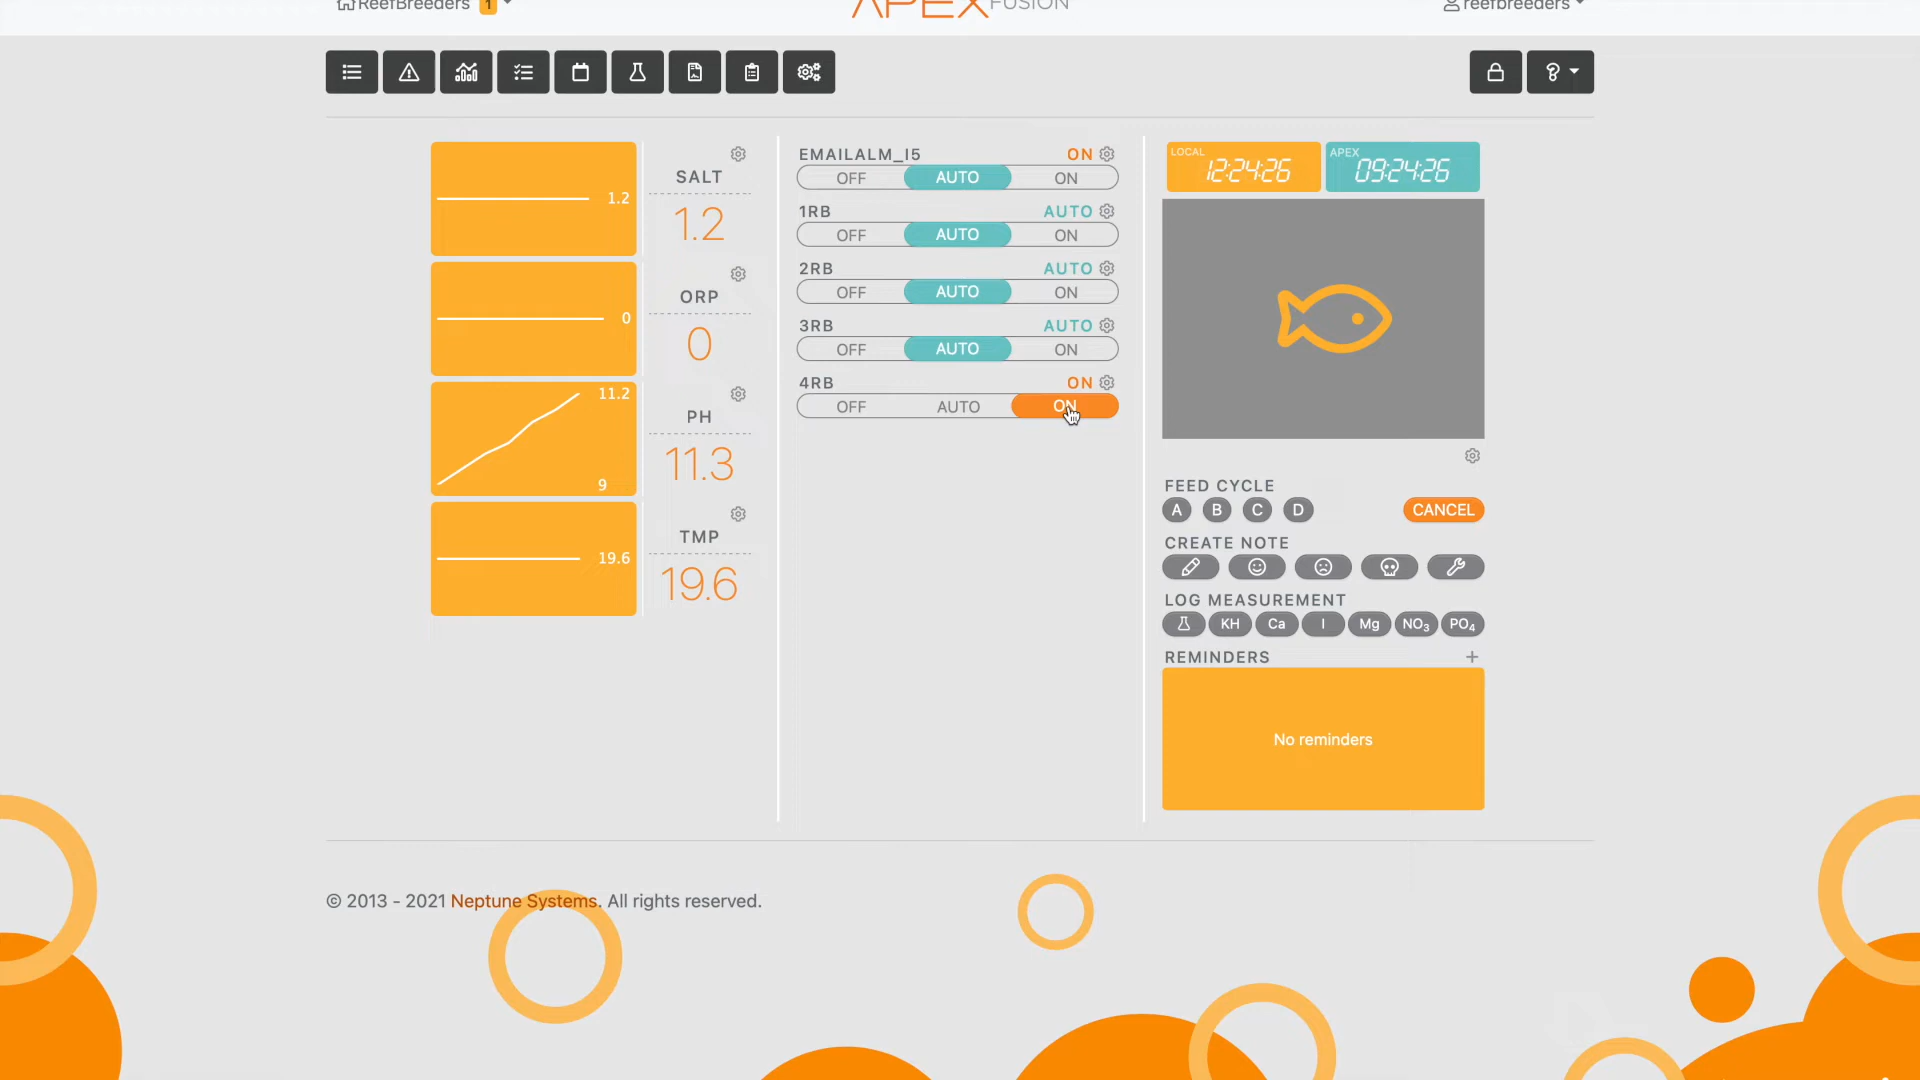 ReefBreeders 1
APEX FUSION
reefbreeders
1.2
SALT
1.2
0
ORP
0
11.2
9
PH
11.3
19.6
TMP
19.6
EMAILALM_I5 ON
OFF AUTO ON
1RB AUTO
OFF AUTO ON
2RB AUTO
OFF AUTO ON
3RB AUTO
OFF AUTO ON
4RB ON
OFF AUTO ON
LOCAL
12:24:26
APEX
09:24:26
FEED CYCLE
A B C D CANCEL
CREATE NOTE
LOG MEASUREMENT
KH Ca I Mg NO3 PO4
REMINDERS +
No reminders
© 2013 - 2021 Neptune Systems. All rights reserved.